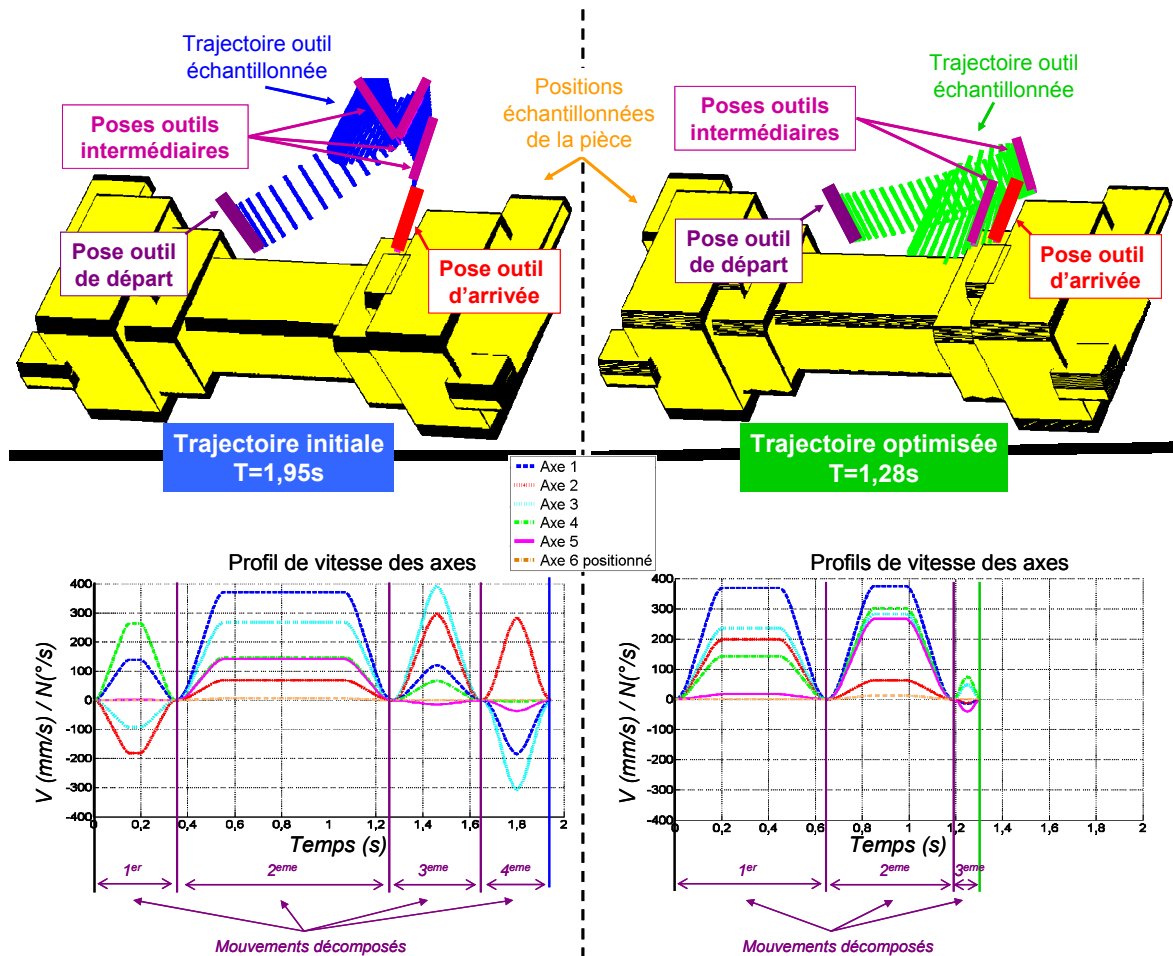 Trajectoire outil
échantillonnée
Poses outils
intermédiaires
Pose outil
de départ
Pose outil
d'arrivée
Positions
échantillonnées
de la pièce
Trajectoire outil
échantillonnée
Poses outils
intermédiaires
Pose outil
de départ
Pose outil
d'arrivée
Trajectoire initiale
T=1,95s
Trajectoire optimisée
T=1,28s
Axe 1
Axe 2
Axe 3
Axe 4
Axe 5
Axe 6 positionné
Profil de vitesse des axes
V (mm/s) / N(°/s)
400
300
200
100
0
-100
-200
-300
-400
0 0,2 0,4 0,6 0,8 1 1,2 1,4 1,6 1,8 2
Temps (s)
1er 2eme 3eme 4eme
Mouvements décomposés
Profils de vitesse des axes
V (mm/s) / N(°/s)
400
300
200
100
0
-100
-200
-300
-400
0 0,2 0,4 0,6 0,8 1 1,2 1,4 1,6 1,8 2
Temps (s)
1er 2eme 3eme
Mouvements décomposés